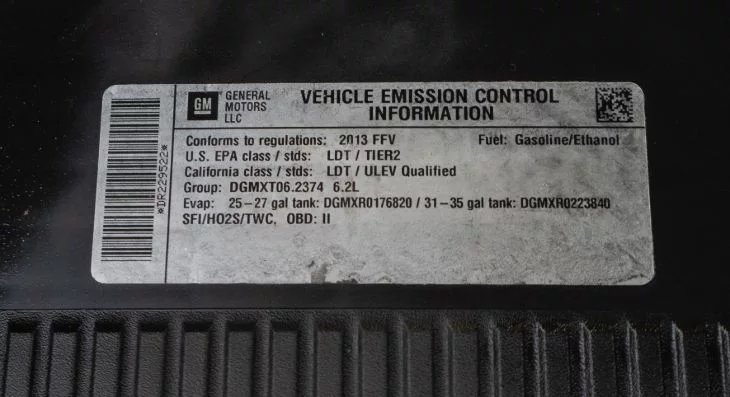 *DR229522*
GM
GENERAL
MOTORS
LLC
VEHICLE EMISSION CONTROL
INFORMATION
Conforms to regulations: 2013 FFV Fuel: Gasoline/Ethanol
U.S. EPA class / stds: LDT / TIER2
California class / stds: LDT / ULEV Qualified
Group: DGMXT06.2374 6.2L
Evap: 25-27 gal tank: DGMXR0176820 / 31-35 gal tank: DGMXR0223840
SFI/HO2S/TWC, OBD: II